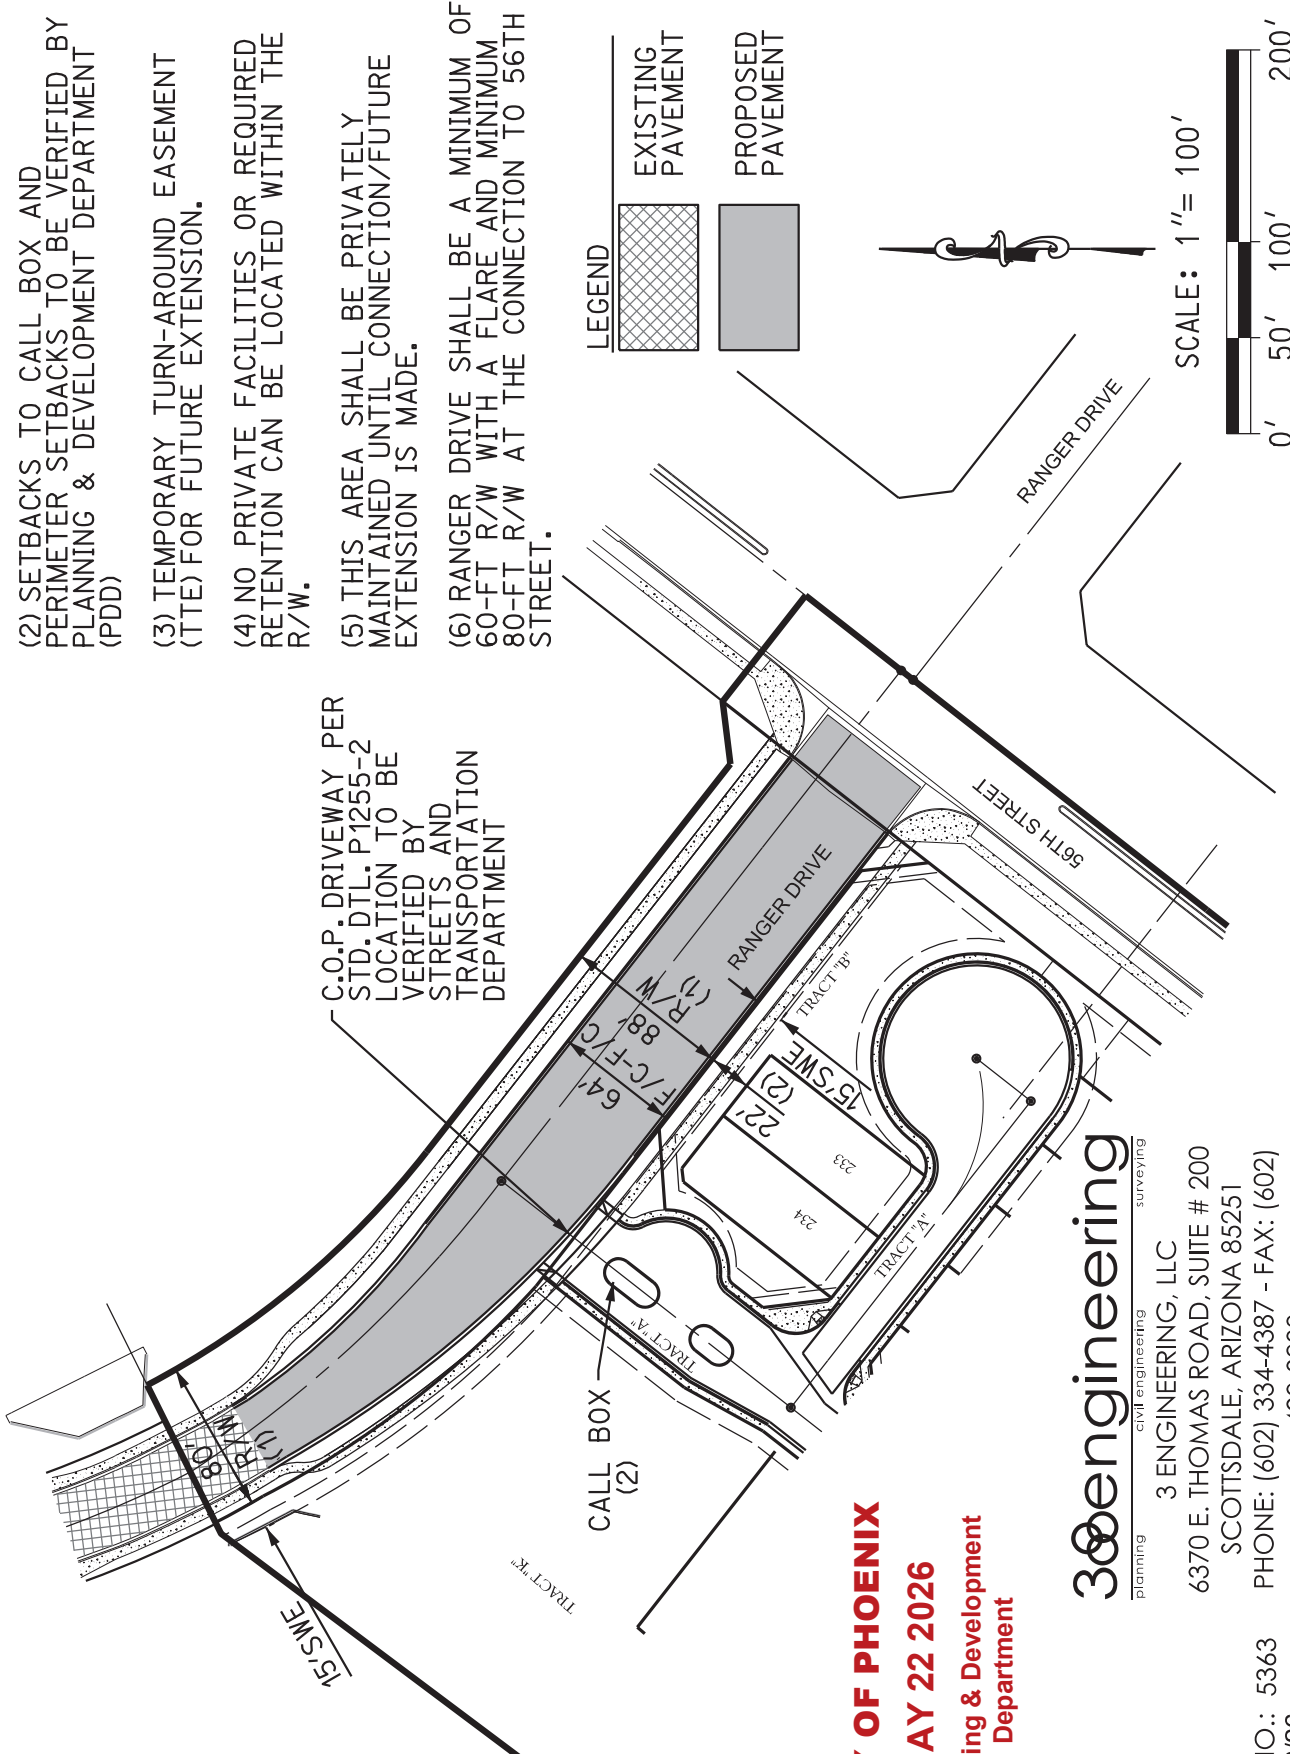 (2) SETBACKS TO CALL BOX AND
PERIMETER SETBACKS TO BE VERIFIED BY
PLANNING & DEVELOPMENT DEPARTMENT
(PDD)
(3) TEMPORARY TURN-AROUND EASEMENT
(TTE) FOR FUTURE EXTENSION.
(4) NO PRIVATE FACILITIES OR REQUIRED
RETENTION CAN BE LOCATED WITHIN THE
R/W.
(5) THIS AREA SHALL BE PRIVATELY
MAINTAINED UNTIL CONNECTION/FUTURE
EXTENSION IS MADE.
(6) RANGER DRIVE SHALL BE A MINIMUM OF
60-FT R/W WITH A FLARE AND MINIMUM
80-FT R/W AT THE CONNECTION TO 56TH
STREET.
LEGEND
EXISTING
PAVEMENT
PROPOSED
PAVEMENT
SCALE: 1"= 100'
0' 50' 100' 200'
C.O.P. DRIVEWAY PER
STD. DTL. P1255-2
LOCATION TO BE
VERIFIED BY
STREETS AND
TRANSPORTATION
DEPARTMENT
RANGER DRIVE
56TH STREET
RANGER DRIVE
88'
R/W
(1)
64'
F/C-F/C
22'
(2)
15'SWE
TRACT "B"
233
234
TRACT "A"
TRACT "A"
CALL BOX
(2)
80'
R/W
(1)
15'SWE
TRACT "K"
OF PHOENIX
AY 22 2026
ing & Development
Department
3engineering
planning civil engineering surveying
3 ENGINEERING, LLC
6370 E. THOMAS ROAD, SUITE # 200
SCOTTSDALE, ARIZONA 85251
PHONE: (602) 334-4387 - FAX: (602)
NO.: 5363